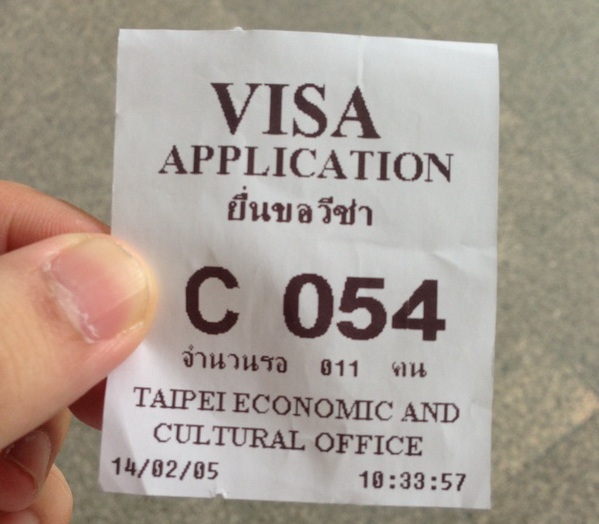 VISA
APPLICATION
ยื่นขอวีซ่า
C 054
จำนวนรอ 011 คน
TAIPEI ECONOMIC AND
CULTURAL OFFICE
14/02/05 10:33:57